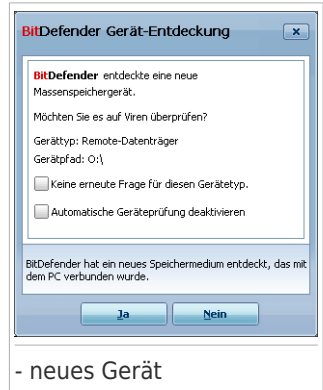 BitDefender Gerät-Entdeckung
BitDefender entdeckte eine neue
Massenspeichergerät.
Möchten Sie es auf Viren überprüfen?
Gerättyp: Remote-Datenträger
Gerätpfad: O:\
Keine erneute Frage für diesen Gerätetyp.
Automatische Geräteprüfung deaktivieren
BitDefender hat ein neues Speichermedium entdeckt, das mit
dem PC verbunden wurde.
Ja Nein
- neues Gerät